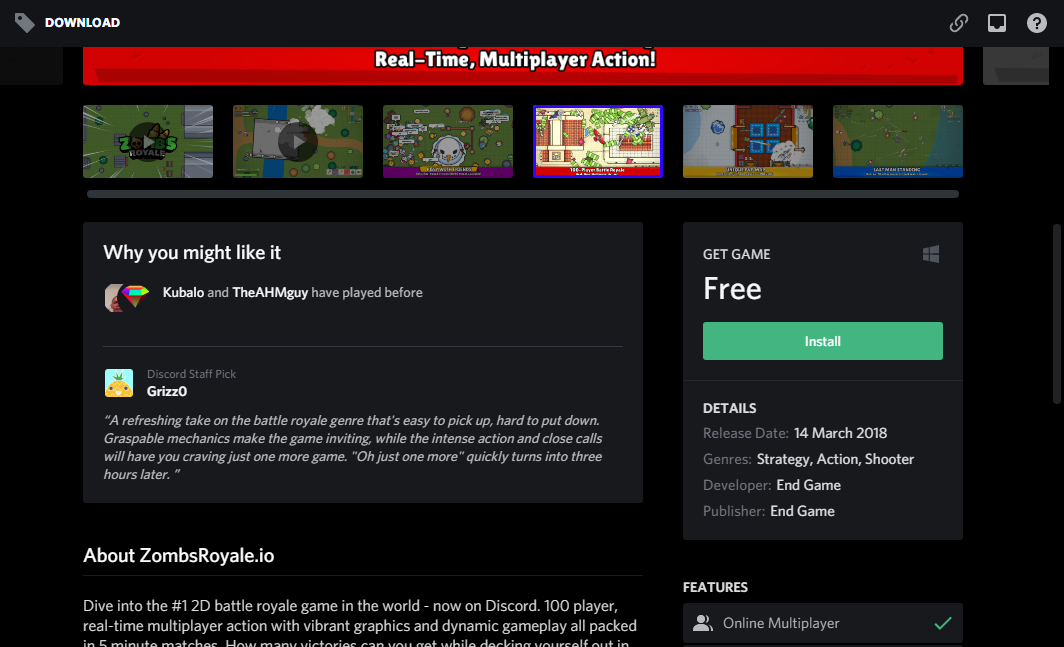 DOWNLOAD
Real-Time, Multiplayer Action!
ZOMBS
ROYALE
100-Player Battle Royale
LAST MAN STANDING
Why you might like it
Kubalo and TheAHMguy have played before
Discord Staff Pick
Grizz0
“A refreshing take on the battle royale genre that's easy to pick up, hard to put down.
Graspable mechanics make the game inviting, while the intense action and close calls
will have you craving just one more game. "Oh just one more" quickly turns into three
hours later. ”
GET GAME
Free
Install
DETAILS
Release Date: 14 March 2018
Genres: Strategy, Action, Shooter
Developer: End Game
Publisher: End Game
About ZombsRoyale.io
Dive into the #1 2D battle royale game in the world - now on Discord. 100 player,
real-time multiplayer action with vibrant graphics and dynamic gameplay all packed
in 5 minute matches. How many victories can you get while decking yourself out in
FEATURES
Online Multiplayer